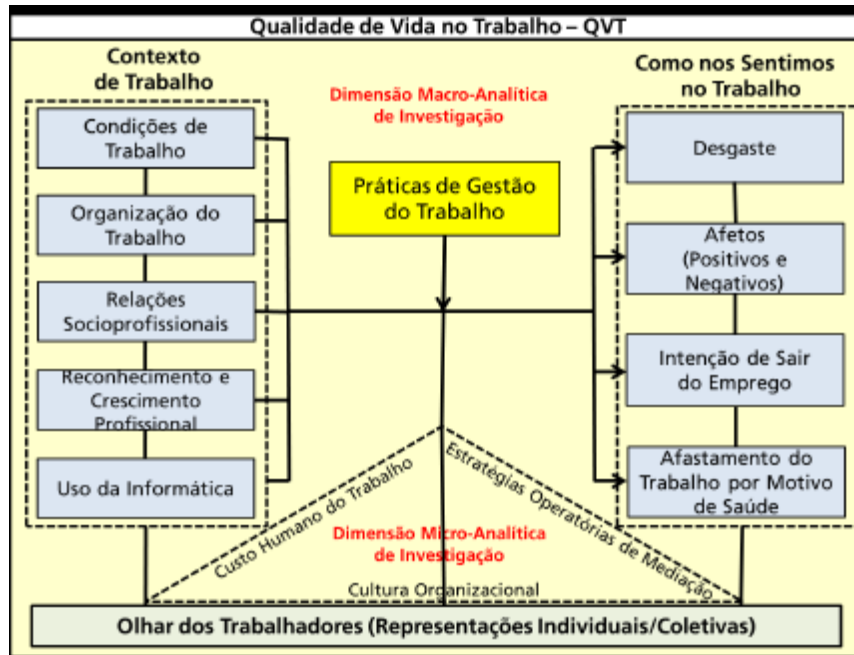 Qualidade de Vida no Trabalho – QVT
Contexto
de Trabalho
Condições de
Trabalho
Organização do
Trabalho
Relações
Socioprofissionais
Reconhecimento e
Crescimento
Profissional
Uso da Informática
Dimensão Macro-Analítica
de Investigação
Práticas de Gestão
do Trabalho
Como nos Sentimos
no Trabalho
Desgaste
Afetos
(Positivos e
Negativos)
Intenção de Sair
do Emprego
Afastamento do
Trabalho por Motivo
de Saúde
Custo Humano do Trabalho
Estratégias Operatórias de Mediação
Dimensão Micro-Analítica
de Investigação
Cultura Organizacional
Olhar dos Trabalhadores (Representações Individuais/Coletivas)